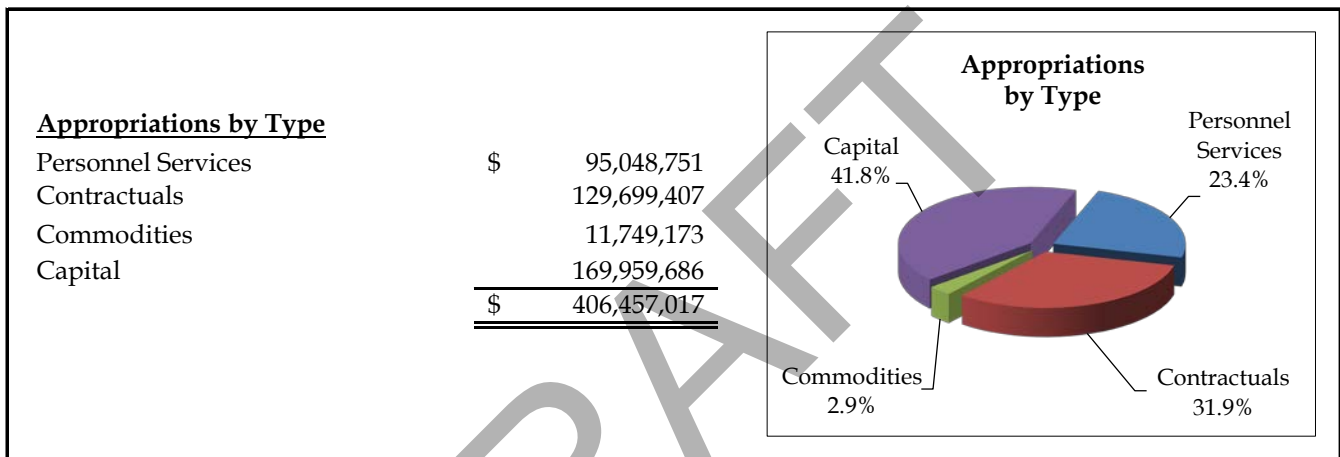 Appropriations by Type
Personnel Services $ 95,048,751
Contractuals 129,699,407
Commodities 11,749,173
Capital 169,959,686
$ 406,457,017
Appropriations
by Type
Personnel
Services
23.4%
Capital
41.8%
Commodities
2.9%
Contractuals
31.9%
RAFT